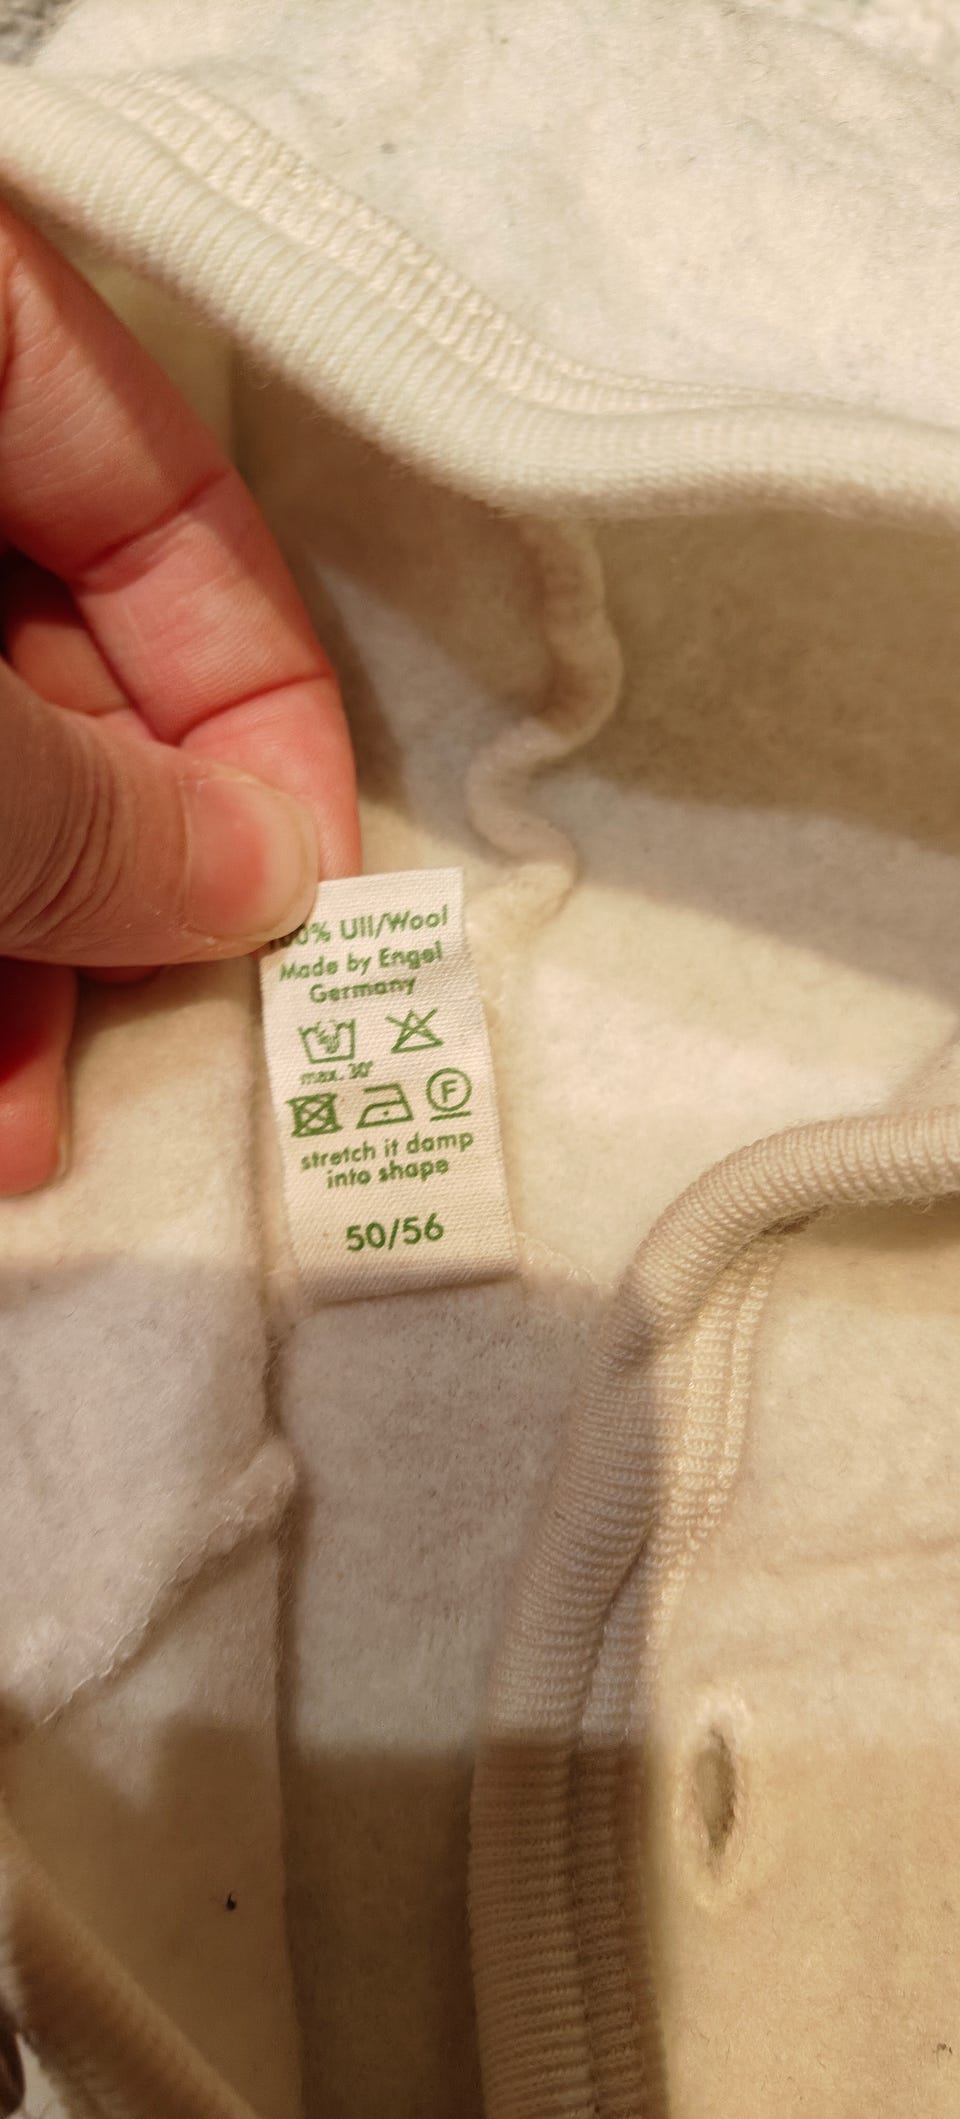 100% Ull/Wool
Made by Engel
Germany
max. 30°
F
stretch it damp
into shape
50/56